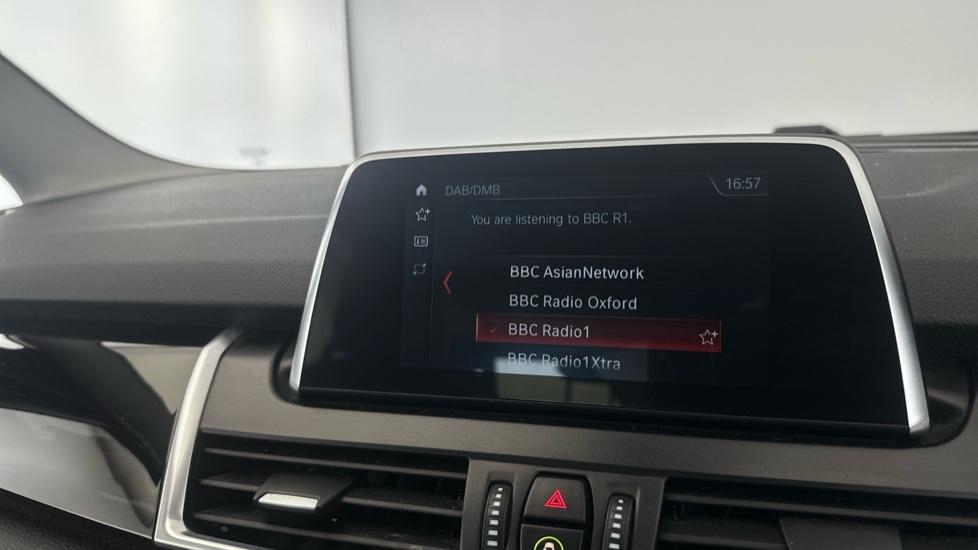 DAB/DMB
16:57
You are listening to BBC R1.
BBC AsianNetwork
BBC Radio Oxford
BBC Radio1
BBC Radio1Xtra